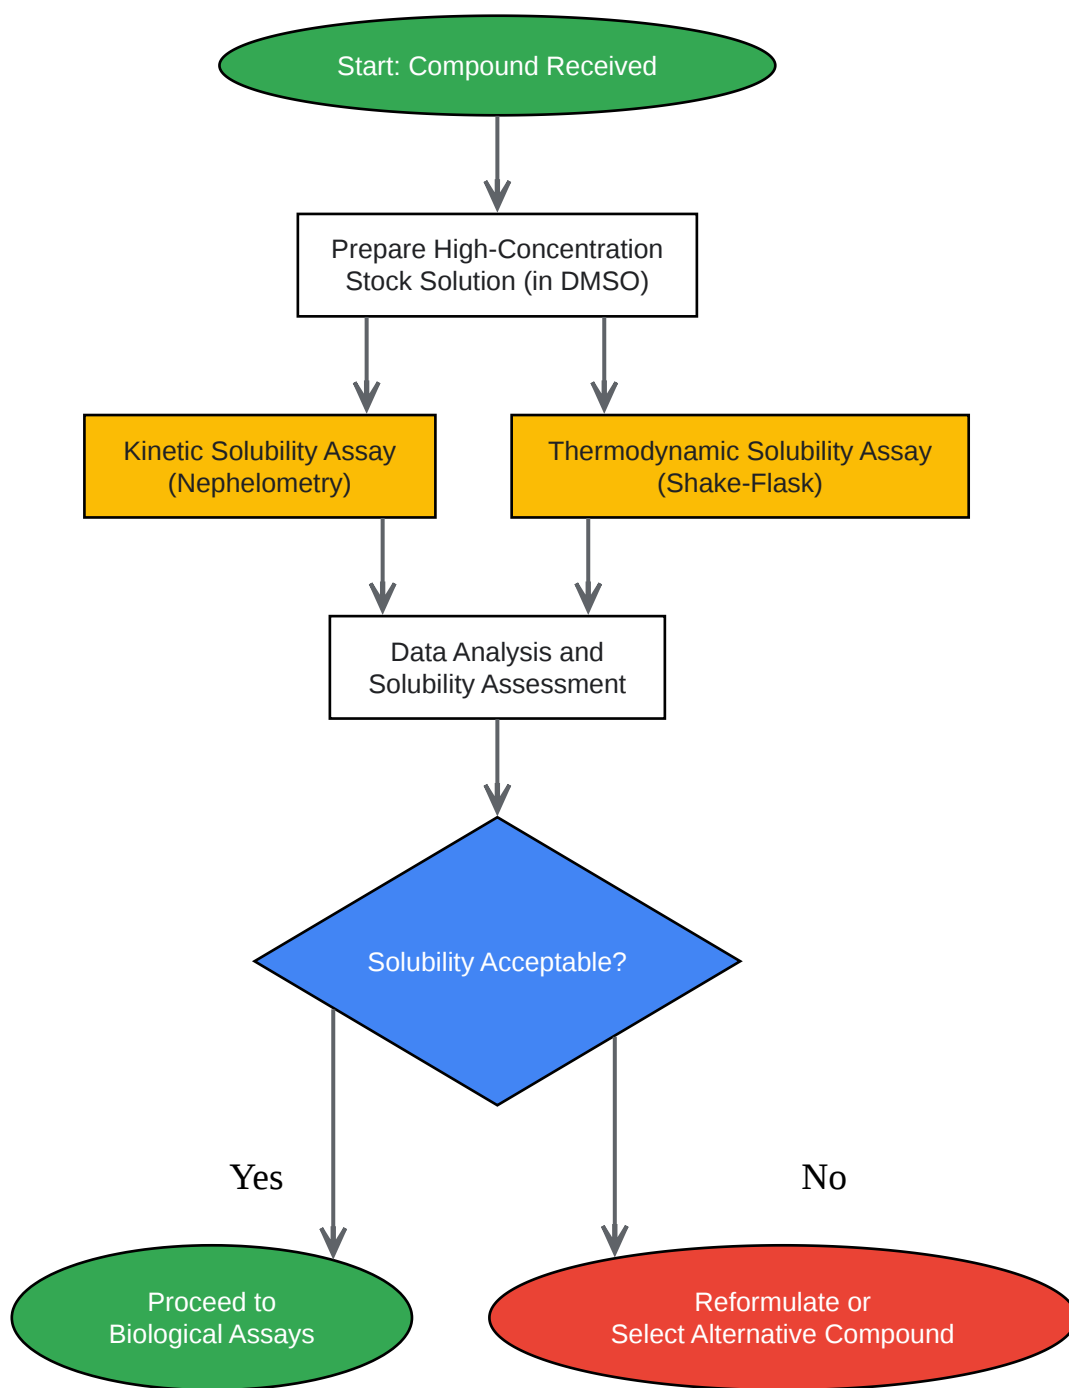 Start: Compound Received
Prepare High-Concentration
Stock Solution (in DMSO)
Kinetic Solubility Assay
(Nephelometry)
Thermodynamic Solubility Assay
(Shake-Flask)
Data Analysis and
Solubility Assessment
Solubility Acceptable?
Yes
No
Proceed to
Biological Assays
Reformulate or
Select Alternative Compound